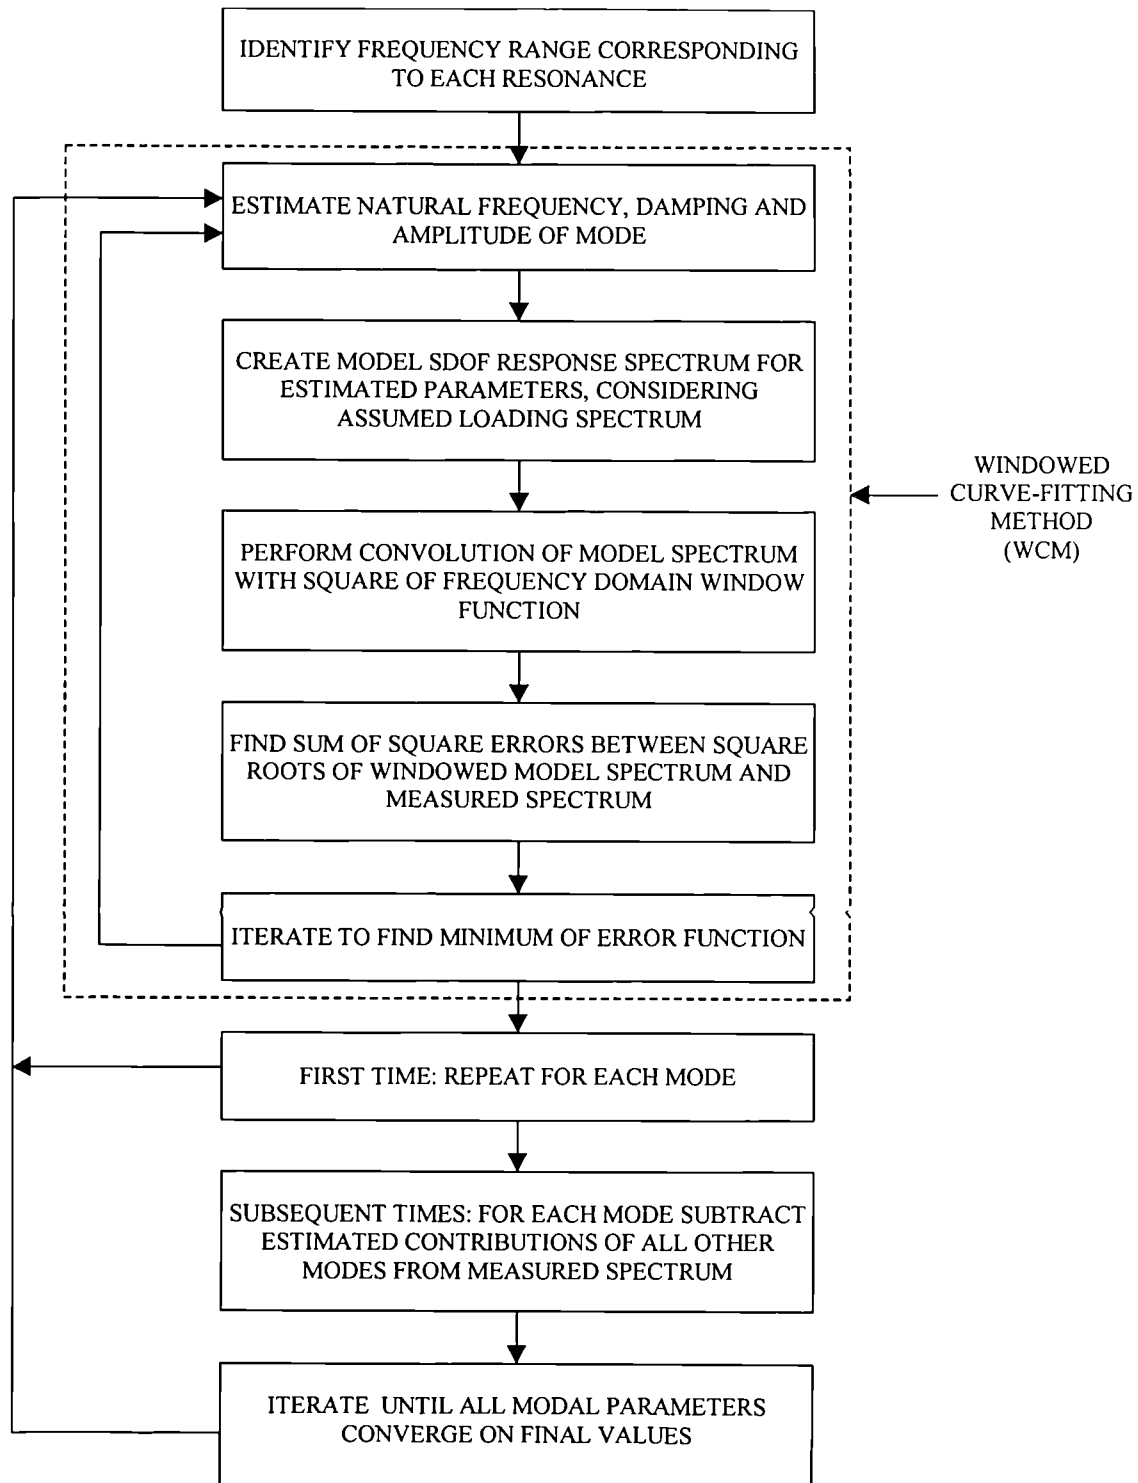 IDENTIFY FREQUENCY RANGE CORRESPONDING
TO EACH RESONANCE
ESTIMATE NATURAL FREQUENCY, DAMPING AND
AMPLITUDE OF MODE
CREATE MODEL SDOF RESPONSE SPECTRUM FOR
ESTIMATED PARAMETERS, CONSIDERING
ASSUMED LOADING SPECTRUM
WINDOWED
CURVE-FITTING
METHOD
(WCM)
PERFORM CONVOLUTION OF MODEL SPECTRUM
WITH SQUARE OF FREQUENCY DOMAIN WINDOW
FUNCTION
FIND SUM OF SQUARE ERRORS BETWEEN SQUARE
ROOTS OF WINDOWED MODEL SPECTRUM AND
MEASURED SPECTRUM
ITERATE TO FIND MINIMUM OF ERROR FUNCTION
FIRST TIME: REPEAT FOR EACH MODE
SUBSEQUENT TIMES: FOR EACH MODE SUBTRACT
ESTIMATED CONTRIBUTIONS OF ALL OTHER
MODES FROM MEASURED SPECTRUM
ITERATE UNTIL ALL MODAL PARAMETERS
CONVERGE ON FINAL VALUES